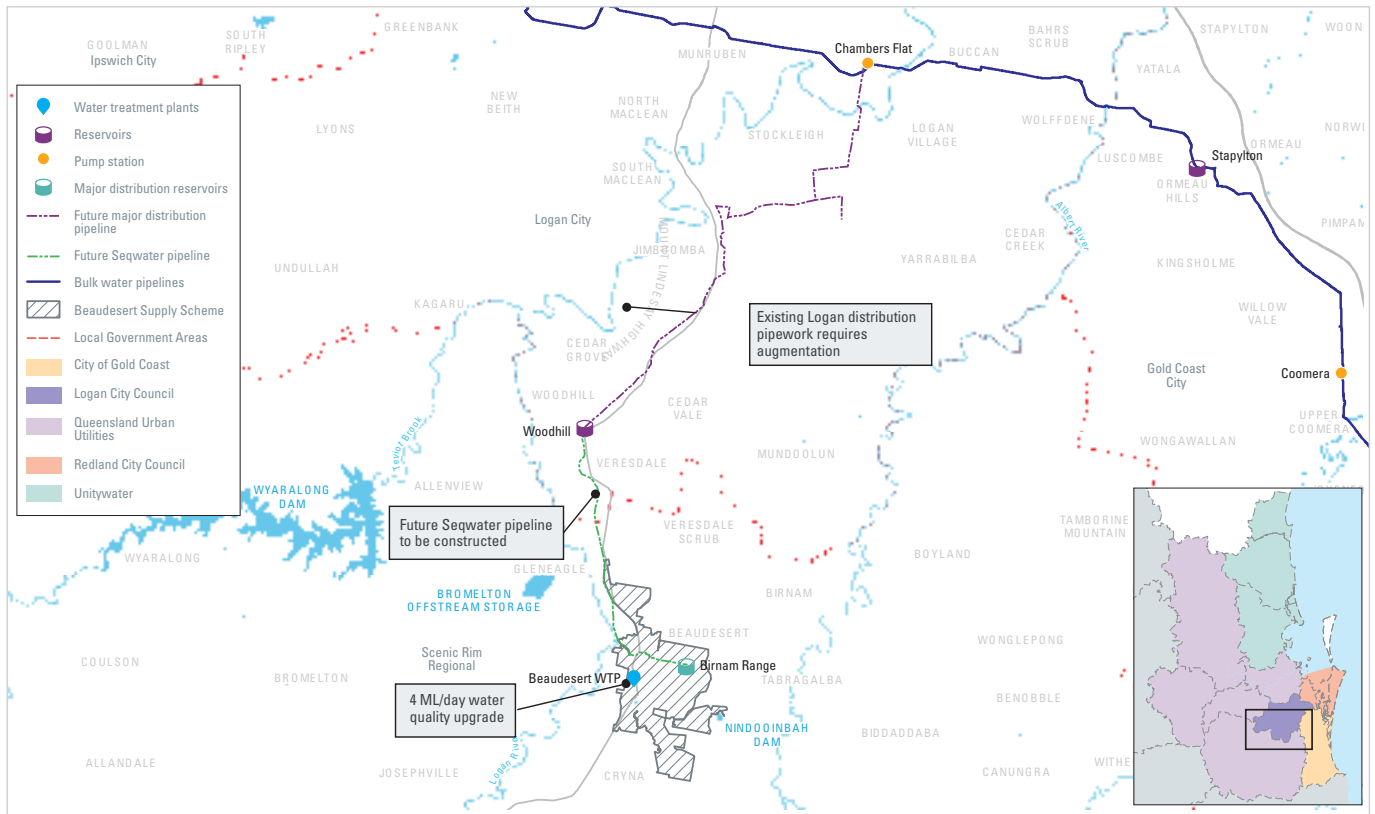 GREENBANK
SOUTH
RIPLEY
GOOLMAN
Ipswich City
MUNRUBEN
Chambers Flat
BUCCAN
BAHRS
SCRUB
STAPYLTON
WOON
YATALA
NEW
BEITH
NORTH
MACLEAN
LYONS
STOCKLEIGH
LOGAN
VILLAGE
WOLFFDENE
NORWI
ORMEAU
LUSCOMBE
Stapylton
ORMEAU
HILLS
SOUTH
MACLEAN
Logan City
Albert River
PIMPAN
CEDAR
CREEK
JIMBOOMBA
MOUNT LINDESAY HIGHWAY
YARRABILBA
KINGSHOLME
UNDULLAH
KAGARU
WILLOW
VALE
Existing Logan distribution
pipework requires
augmentation
CEDAR
GROVE
Gold Coast
City
Coomera
WOODHILL
CEDAR
VALE
UPPER
COOMERA
Woodhill
Teviot Brook
WONGAWALLAN
MUNDOOLUN
VERESDALE
ALLENVIEW
WYARALONG
DAM
Future Seqwater pipeline
to be constructed
VERESDALE
SCRUB
TAMBORINE
MOUNTAIN
WYARALONG
BOYLAND
GLENEAGLE
BROMELTON
OFFSTREAM STORAGE
BIRNAM
BEAUDESERT
WONGLEPONG
Scenic Rim
Regional
COULSON
Birnam Range
BROMELTON
Beaudesert WTP
TABRAGALBA
4 ML/day water
quality upgrade
BENOBBLE
NINDOOINBAH
DAM
BIDDADDABA
Logan River
ALLANDALE
JOSEPHVILLE
CRYNA
CANUNGRA
WITHE
Water treatment plants
Reservoirs
Pump station
Major distribution reservoirs
Future major distribution
pipeline
Future Seqwater pipeline
Bulk water pipelines
Beaudesert Supply Scheme
Local Government Areas
City of Gold Coast
Logan City Council
Queensland Urban
Utilities
Redland City Council
Unitywater